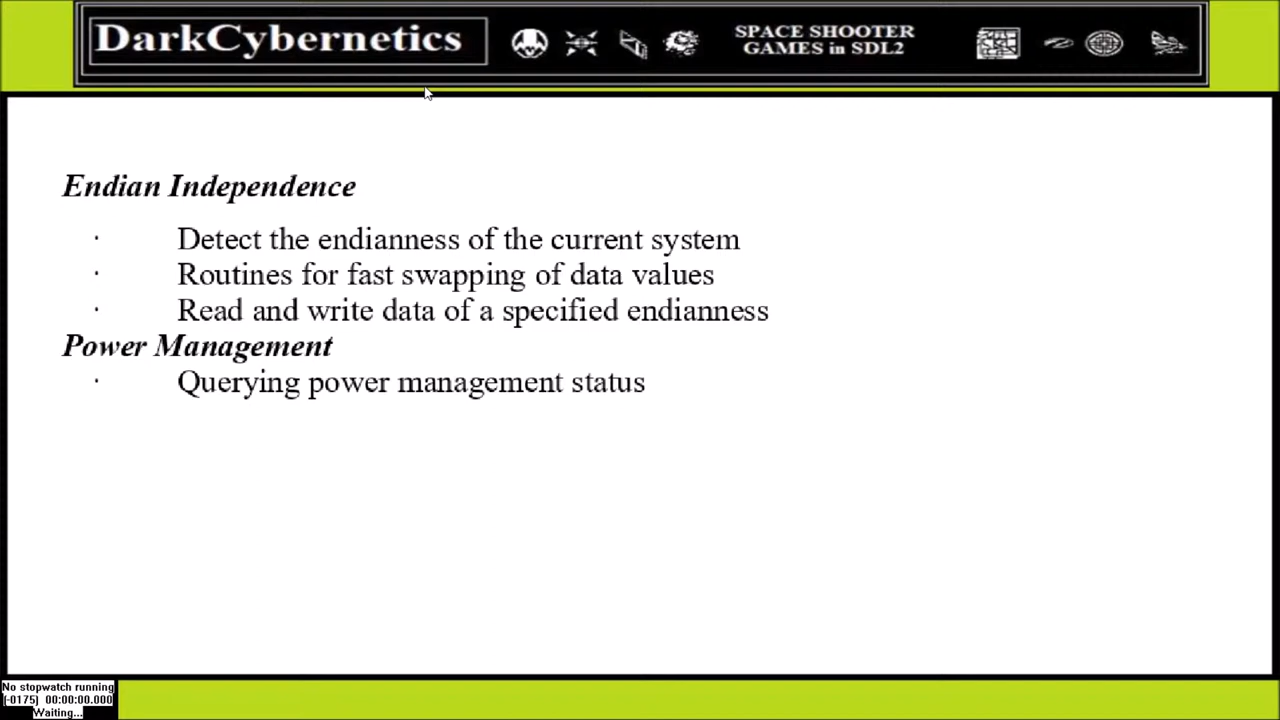 DarkCybernetics
SPACE SHOOTER
GAMES in SDL2
Endian Independence
· Detect the endianness of the current system
· Routines for fast swapping of data values
· Read and write data of a specified endianness
Power Management
· Querying power management status
No stopwatch running
(-0175) 00:00:00.000
Waiting...